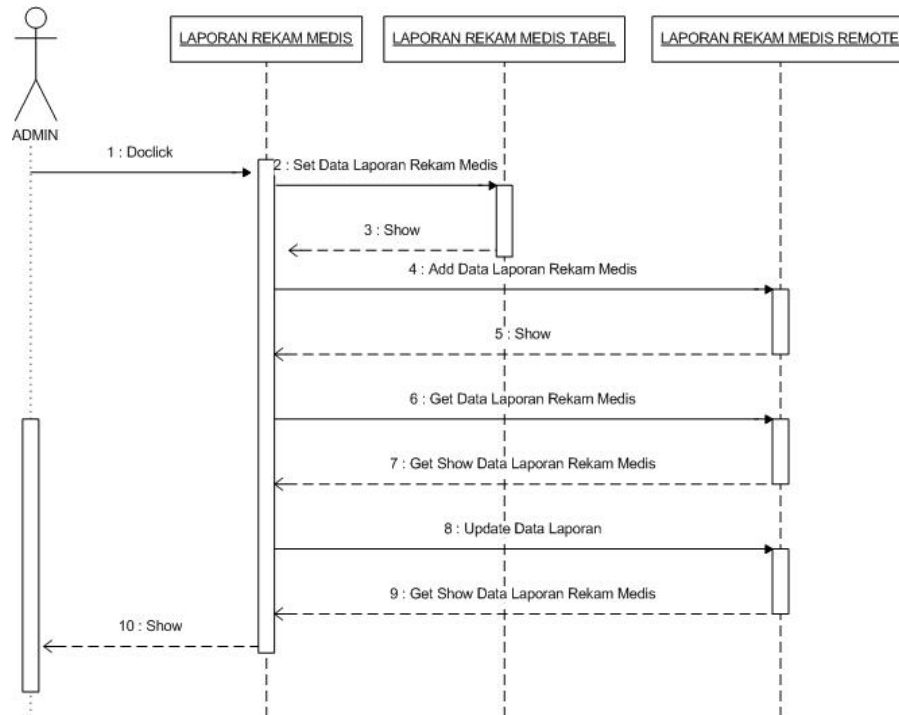 LAPORAN REKAM MEDIS
LAPORAN REKAM MEDIS TABEL
LAPORAN REKAM MEDIS REMOTE
ADMIN
1 : Doclick
2 : Set Data Laporan Rekam Medis
3 : Show
4 : Add Data Laporan Rekam Medis
5 : Show
6 : Get Data Laporan Rekam Medis
7 : Get Show Data Laporan Rekam Medis
8 : Update Data Laporan
9 : Get Show Data Laporan Rekam Medis
10 : Show